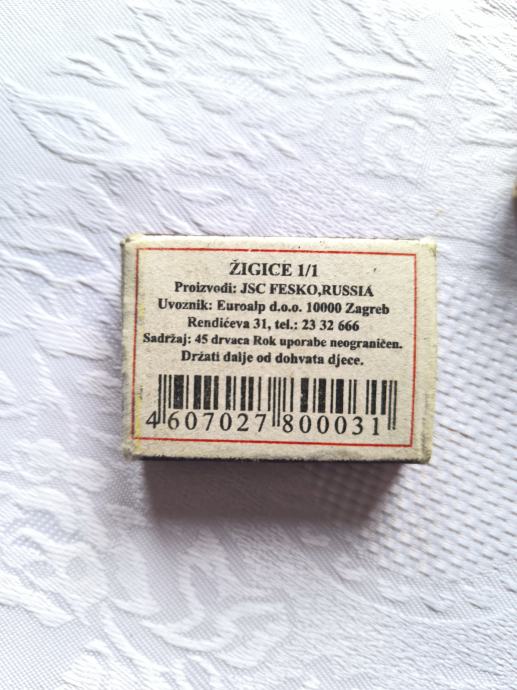 ŽIGICE 1/1
Proizvodi: JSC FESKO,RUSSIA
Uvoznik: Euroalp d.o.o. 10000 Zagreb
Rendićeva 31, tel.: 23 32 666
Sadržaj: 45 drvaca Rok uporabe neograničen.
Držati dalje od dohvata djece.
4 607027 800031